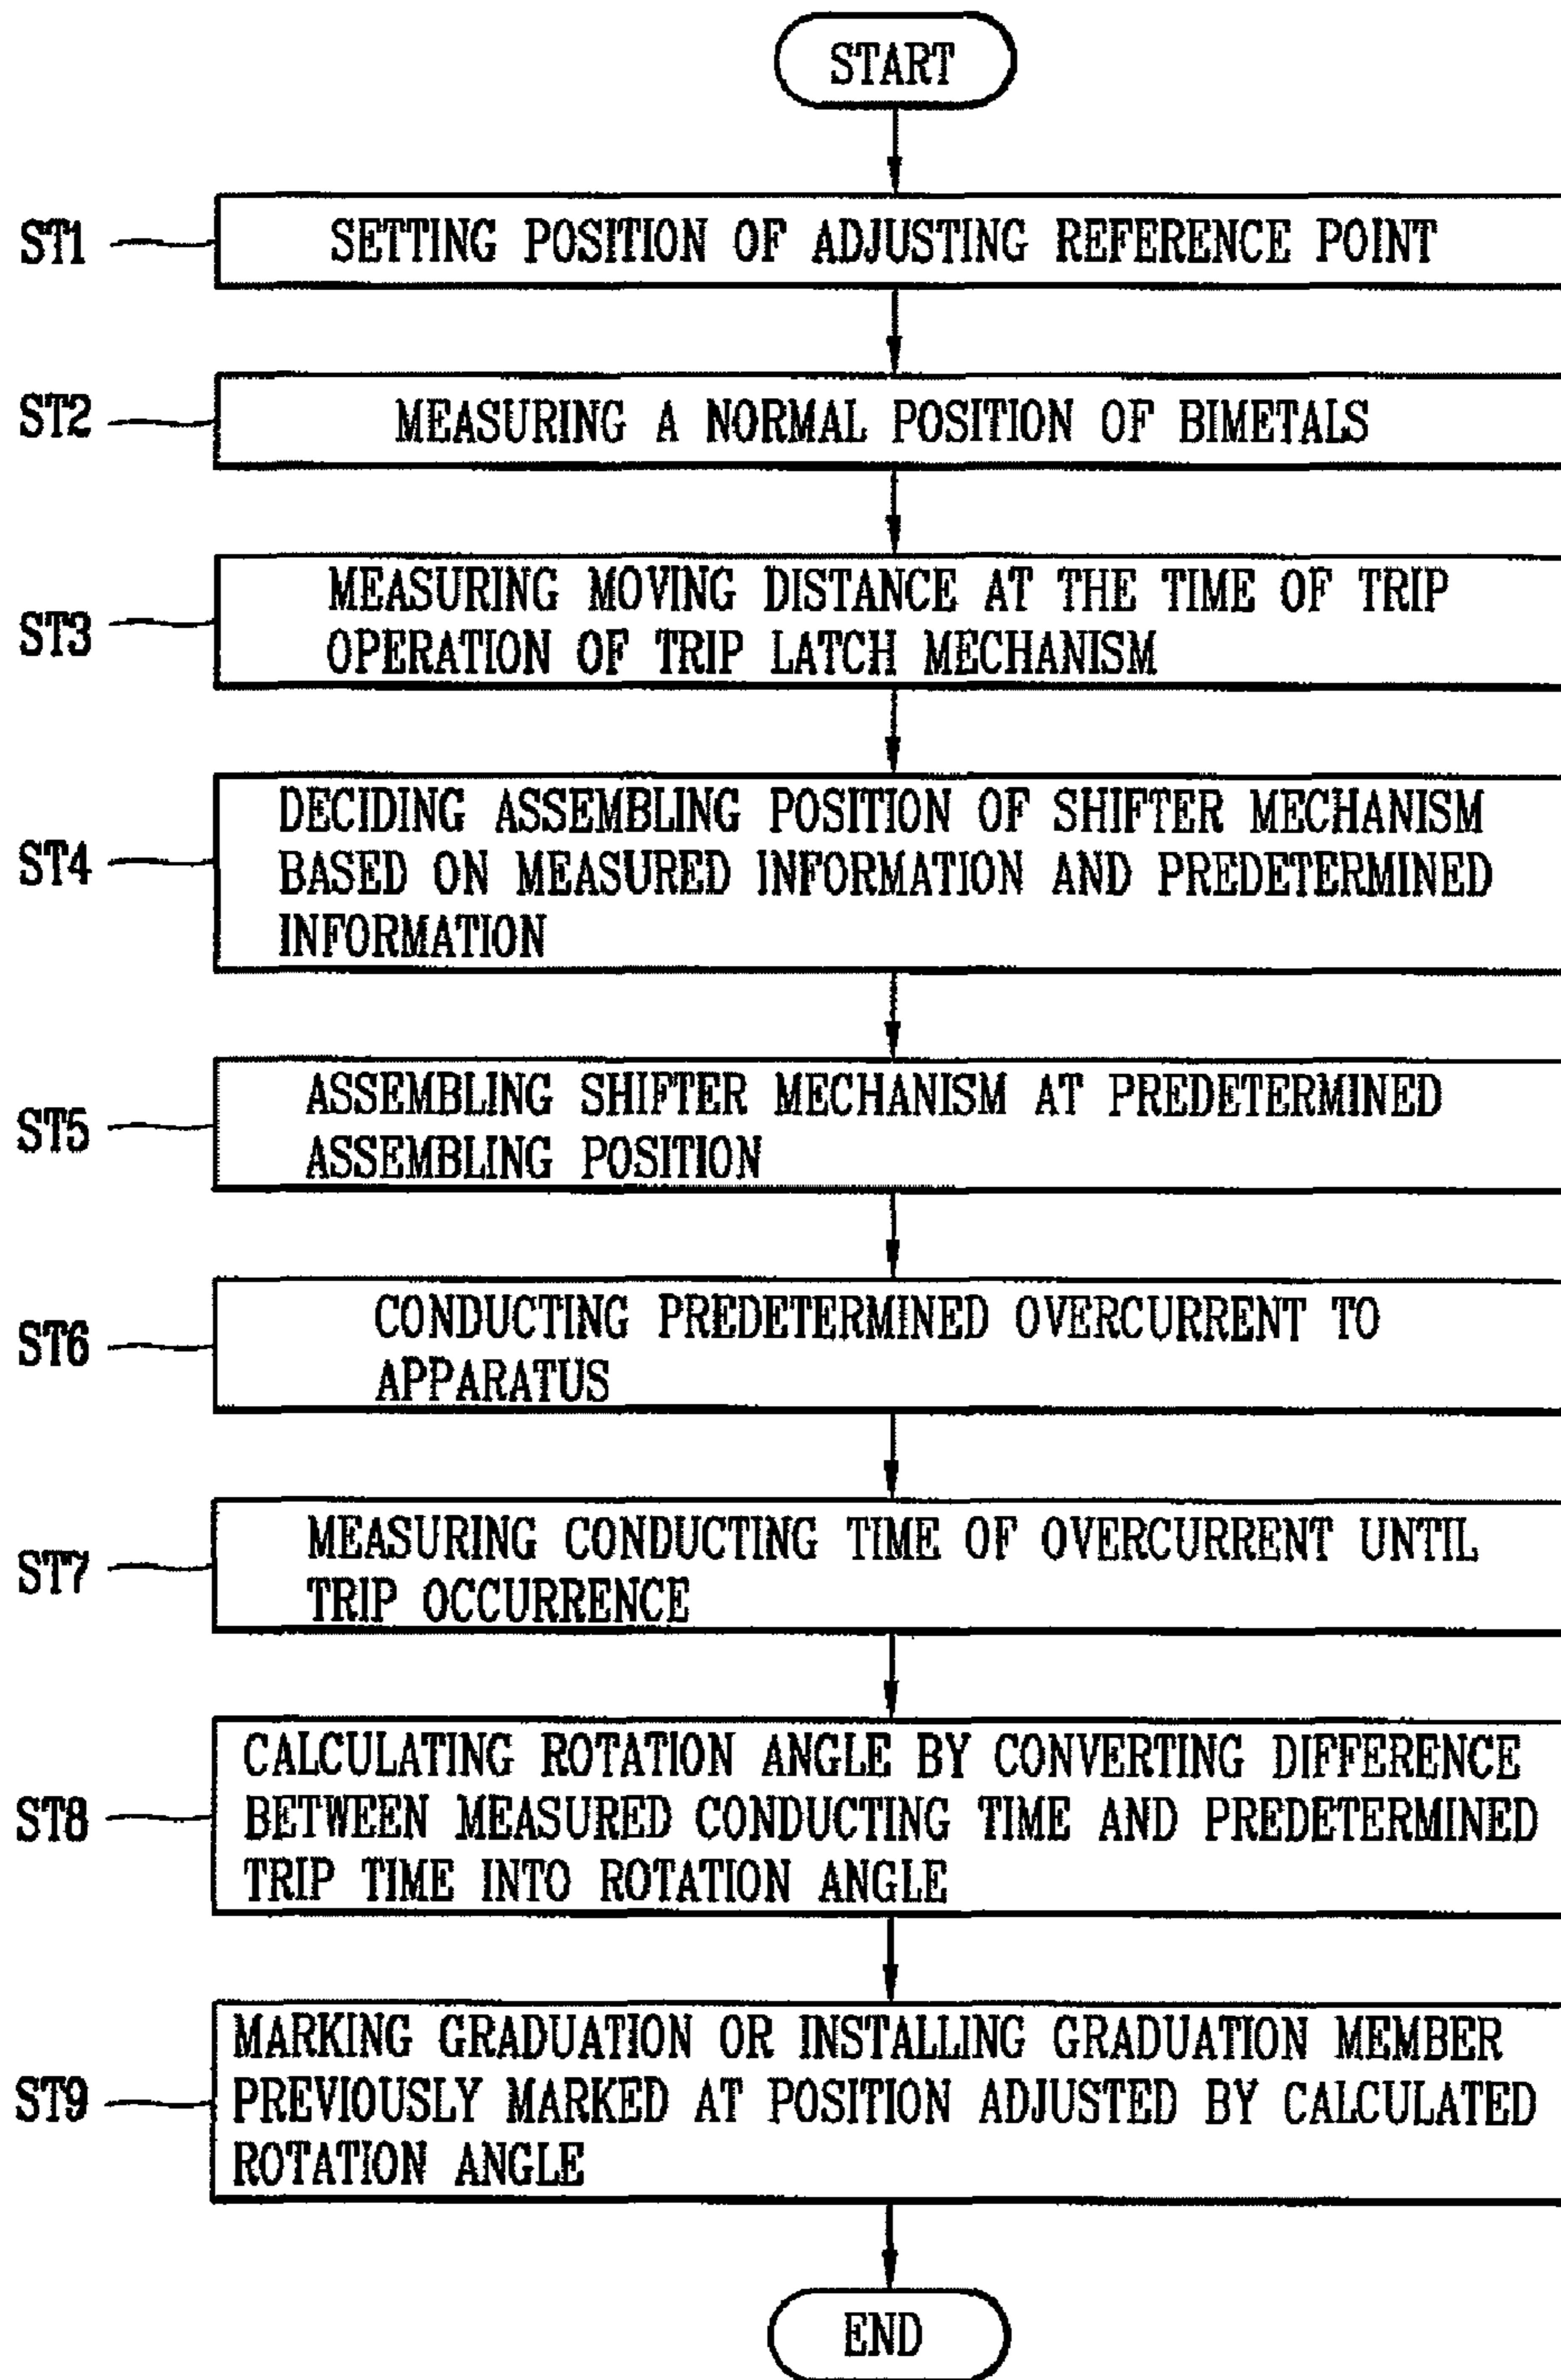 START
ST1
SETTING POSITION OF ADJUSTING REFERENCE POINT
ST2
MEASURING A NORMAL POSITION OF BIMETALS
ST3
MEASURING MOVING DISTANCE AT THE TIME OF TRIP
OPERATION OF TRIP LATCH MECHANISM
ST4
DECIDING ASSEMBLING POSITION OF SHIFTER MECHANISM
BASED ON MEASURED INFORMATION AND PREDETERMINED
INFORMATION
ST5
ASSEMBLING SHIFTER MECHANISM AT PREDETERMINED
ASSEMBLING POSITION
ST6
CONDUCTING PREDETERMINED OVERCURRENT TO
APPARATUS
ST7
MEASURING CONDUCTING TIME OF OVERCURRENT UNTIL
TRIP OCCURRENCE
ST8
CALCULATING ROTATION ANGLE BY CONVERTING DIFFERENCE
BETWEEN MEASURED CONDUCTING TIME AND PREDETERMINED
TRIP TIME INTO ROTATION ANGLE
ST9
MARKING GRADUATION OR INSTALLING GRADUATION MEMBER
PREVIOUSLY MARKED AT POSITION ADJUSTED BY CALCULATED
ROTATION ANGLE
END